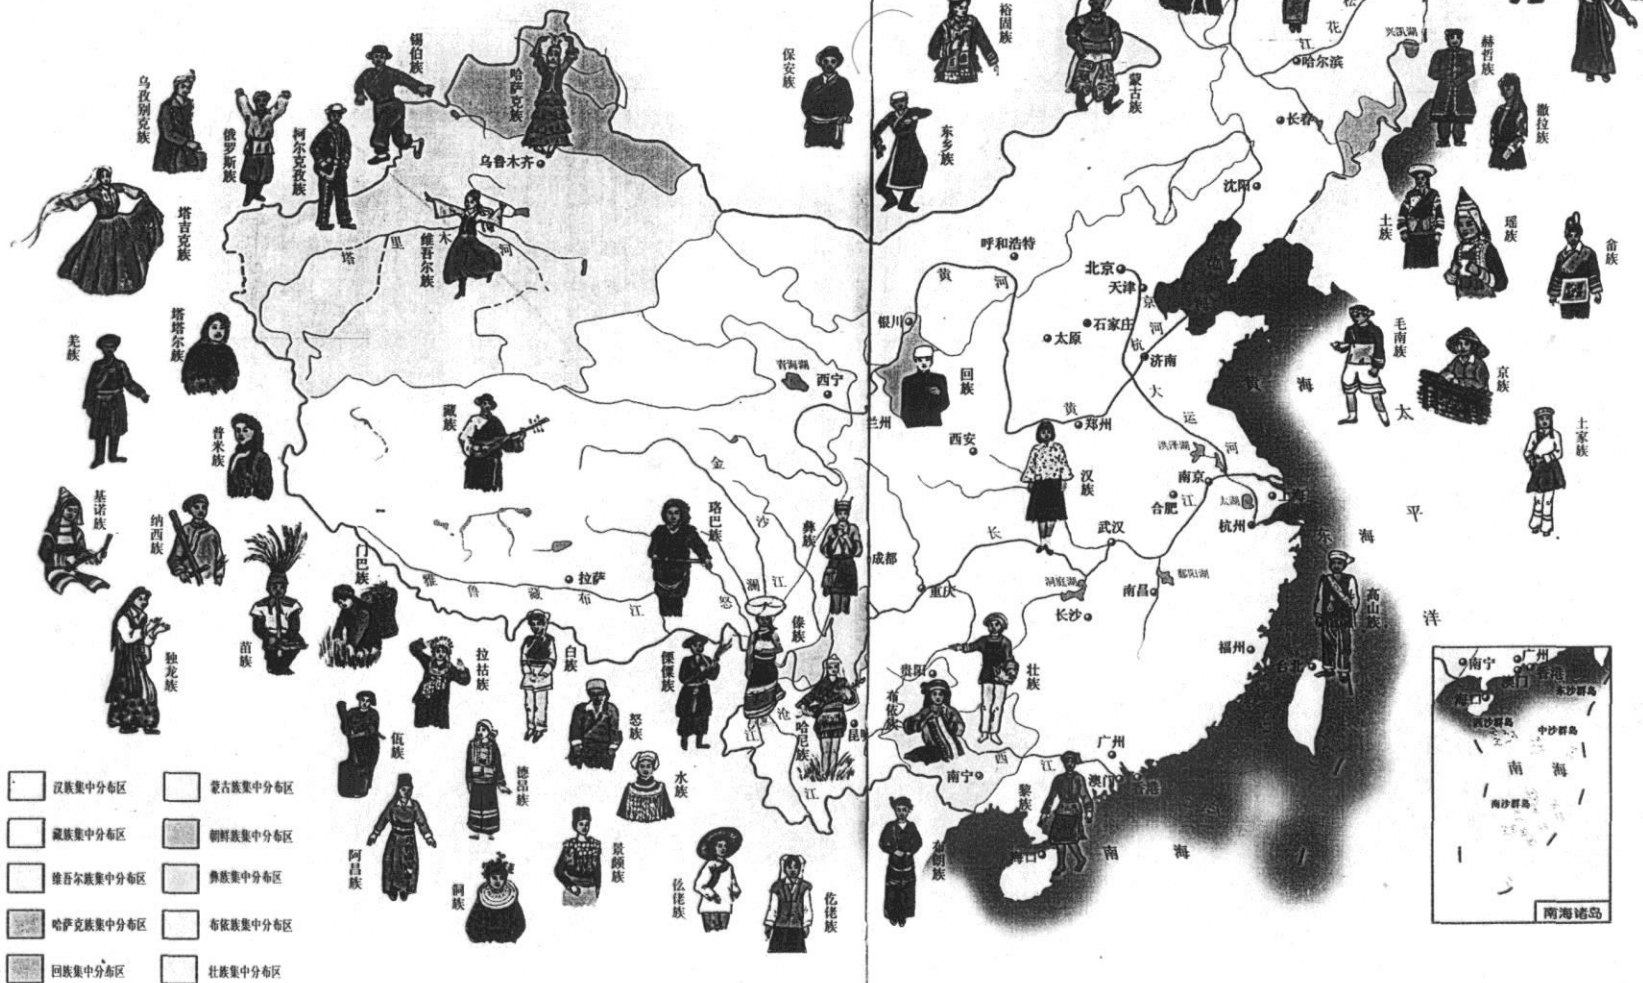 裕固族
松
花
江
兴凯湖
赫哲族
锡伯族
保安族
蒙古族
哈尔滨
乌孜别克族
俄罗斯族
柯尔克孜族
哈萨克族
东乡族
长春
撒拉族
乌鲁木齐
沈阳
塔吉克族
塔
里
木
河
维吾尔族
呼和浩特
土族
瑶族
畲族
黄
河
北京
天津
京
杭
大
运
河
银川
石家庄
太原
济南
塔塔尔族
羌族
毛南族
京族
青海湖
西宁
回族
黄
河
黄
海
太
平
洋
兰州
郑州
西安
洪泽湖
藏族
普米族
汉族
土家族
金
沙
江
南京
合肥
江
太湖
上海
杭州
基诺族
纳西族
门巴族
珞巴族
彝族
长
武汉
东
海
成都
拉萨
雅
鲁
藏
布
江
怒
澜
沧
江
江
重庆
洞庭湖
鄱阳湖
南昌
长沙
高山族
独龙族
苗族
拉祜族
白族
傈僳族
傣族
福州
台北
贵阳
壮族
布依族
佤族
怒族
哈尼族
昆明
德昂族
水族
西
江
广州
南宁
澳门
香港
黎族
海口
南
海
阿昌族
景颇族
仫佬族
仡佬族
布朗族
汉族集中分布区
蒙古族集中分布区
藏族集中分布区
朝鲜族集中分布区
维吾尔族集中分布区
彝族集中分布区
哈萨克族集中分布区
布依族集中分布区
回族集中分布区
壮族集中分布区
南宁
广州
澳门
香港
海口
东沙群岛
西沙群岛
中沙群岛
南
海
南沙群岛
南海诸岛